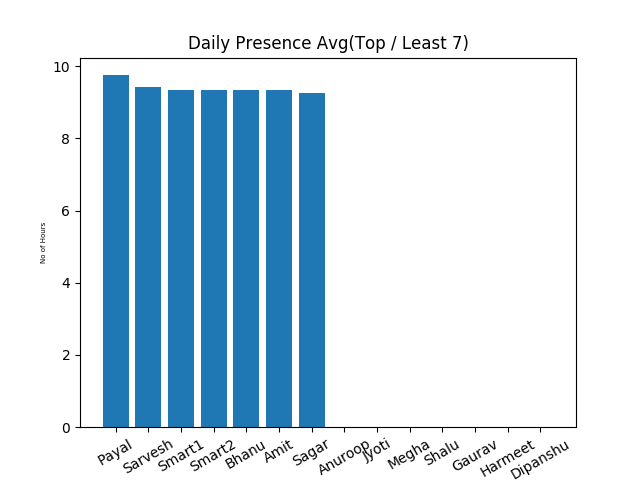 Daily Presence Avg(Top / Least 7)
10
8
6
4
2
0
No of Hours
Payal
Sarvesh
Smart1
Smart2
Bhanu
Amit
Sagar
Anuroop
Jyoti
Megha
Shalu
Gaurav
Harmeet
Dipanshu